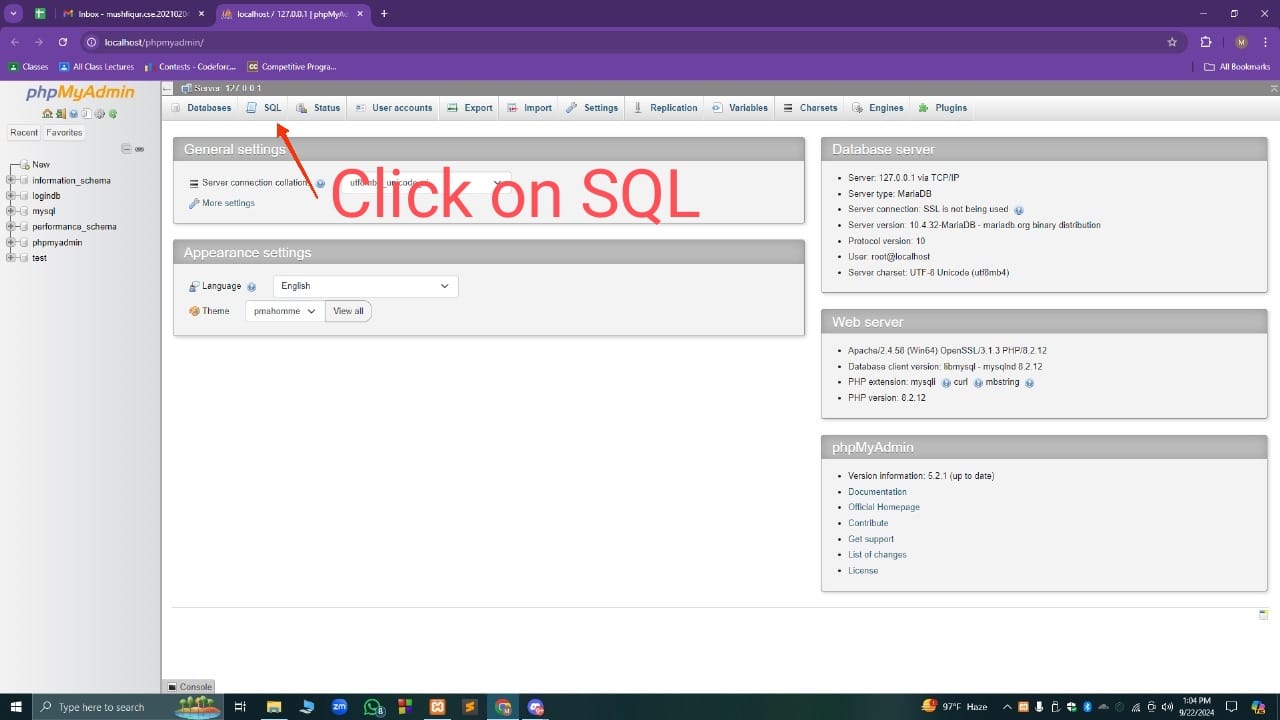 Inbox - mushfiqur.cse.2021020
localhost / 127.0.0.1 | phpMyAd
localhost/phpmyadmin/
M
Classes
All Class Lectures
Contests - Codeforc...
CC Competitive Progra...
All Bookmarks
phpMyAdmin
Recent
Favorites
New
information_schema
logindb
mysql
performance_schema
phpmyadmin
test
Server: 127.0.0.1
Databases
SQL
Status
User accounts
Export
Import
Settings
Replication
Variables
Charsets
Engines
Plugins
General settings
Server connection collation
Click on SQL
More settings
Appearance settings
Language
English
Theme
pmahomme
View all
Database server
Server: 127.0.0.1 via TCP/IP
Server type: MariaDB
Server connection: SSL is not being used
Server version: 10.4.32-MariaDB - mariadb.org binary distribution
Protocol version: 10
User: root@localhost
Server charset: UTF-8 Unicode (utf8mb4)
Web server
Apache/2.4.58 (Win64) OpenSSL/3.1.3 PHP/8.2.12
Database client version: libmysql - mysqlnd 8.2.12
PHP extension: mysqli curl mbstring
PHP version: 8.2.12
phpMyAdmin
Version information: 5.2.1 (up to date)
Documentation
Official Homepage
Contribute
Get support
List of changes
License
Console
Type here to search
zm
97°F Haze
1:04 PM
9/22/2024